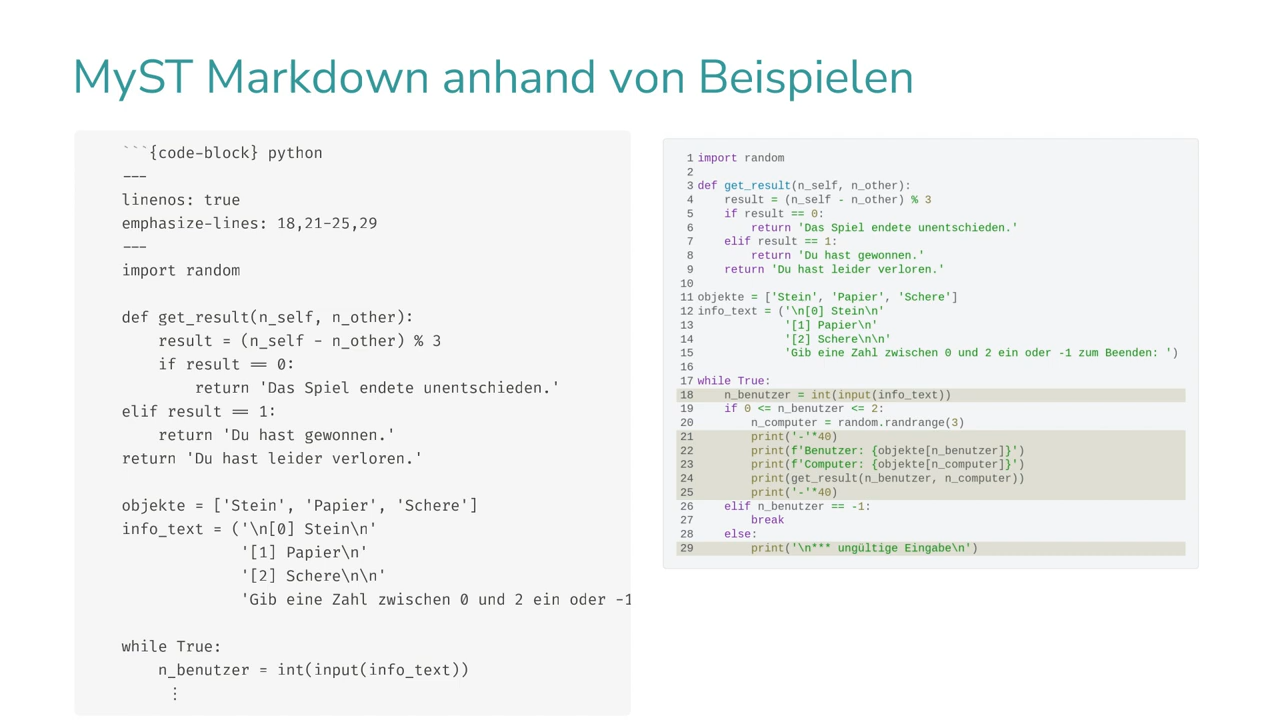 MyST Markdown anhand von Beispielen
```{code-block} python
---
linenos: true
emphasize-lines: 18,21-25,29
---
import random

def get_result(n_self, n_other):
    result = (n_self - n_other) % 3
    if result == 0:
        return 'Das Spiel endete unentschieden.'
elif result == 1:
    return 'Du hast gewonnen.'
return 'Du hast leider verloren.'

objekte = ['Stein', 'Papier', 'Schere']
info_text = ('\n[0] Stein\n'
             '[1] Papier\n'
             '[2] Schere\n\n'
             'Gib eine Zahl zwischen 0 und 2 ein oder -1

while True:
    n_benutzer = int(input(info_text))
     ⋮
1 import random
2
3 def get_result(n_self, n_other):
4     result = (n_self - n_other) % 3
5     if result == 0:
6         return 'Das Spiel endete unentschieden.'
7     elif result == 1:
8         return 'Du hast gewonnen.'
9     return 'Du hast leider verloren.'
10
11 objekte = ['Stein', 'Papier', 'Schere']
12 info_text = ('\n[0] Stein\n'
13              '[1] Papier\n'
14              '[2] Schere\n\n'
15              'Gib eine Zahl zwischen 0 und 2 ein oder -1 zum Beenden: ')
16
17 while True:
18     n_benutzer = int(input(info_text))
19     if 0 <= n_benutzer <= 2:
20         n_computer = random.randrange(3)
21         print('-'*40)
22         print(f'Benutzer: {objekte[n_benutzer]}')
23         print(f'Computer: {objekte[n_computer]}')
24         print(get_result(n_benutzer, n_computer))
25         print('-'*40)
26     elif n_benutzer == -1:
27         break
28     else:
29         print('\n*** ungültige Eingabe\n')